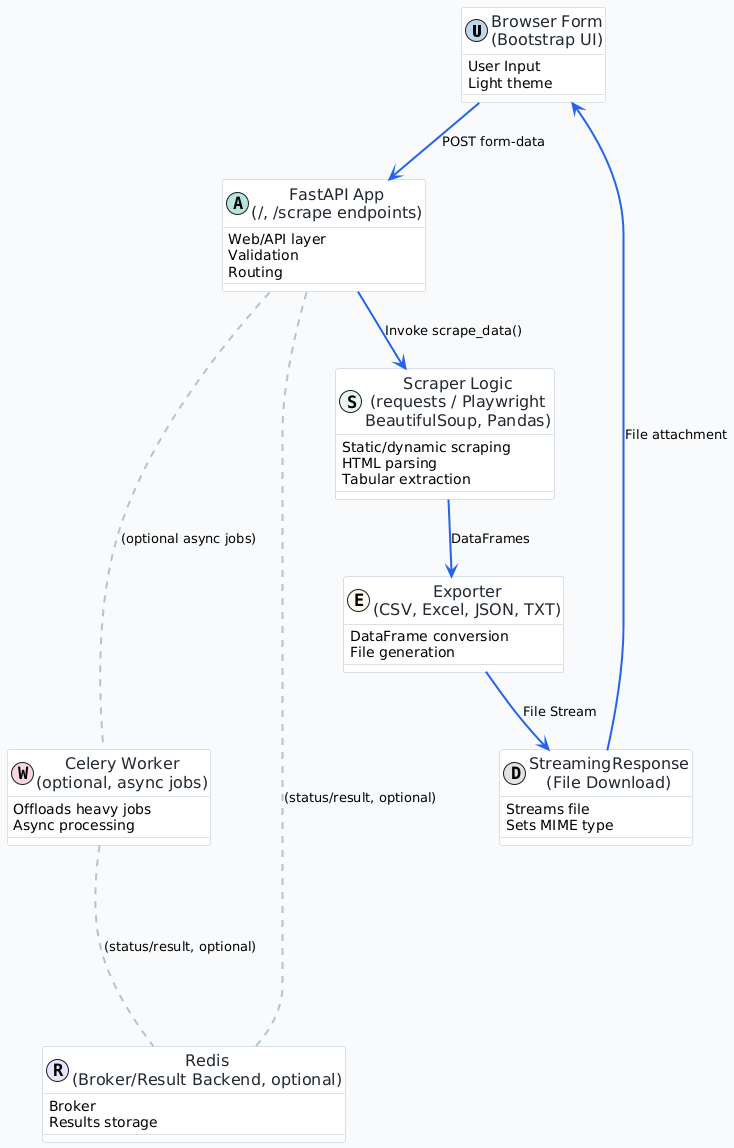 U
Browser Form
(Bootstrap UI)
User Input
Light theme
POST form-data
A
FastAPI App
(/, /scrape endpoints)
Web/API layer
Validation
Routing
Invoke scrape_data()
S
Scraper Logic
(requests / Playwright
BeautifulSoup, Pandas)
Static/dynamic scraping
HTML parsing
Tabular extraction
File attachment
(optional async jobs)
DataFrames
E
Exporter
(CSV, Excel, JSON, TXT)
DataFrame conversion
File generation
File Stream
W
Celery Worker
(optional, async jobs)
Offloads heavy jobs
Async processing
(status/result, optional)
D
StreamingResponse
(File Download)
Streams file
Sets MIME type
(status/result, optional)
R
Redis
(Broker/Result Backend, optional)
Broker
Results storage